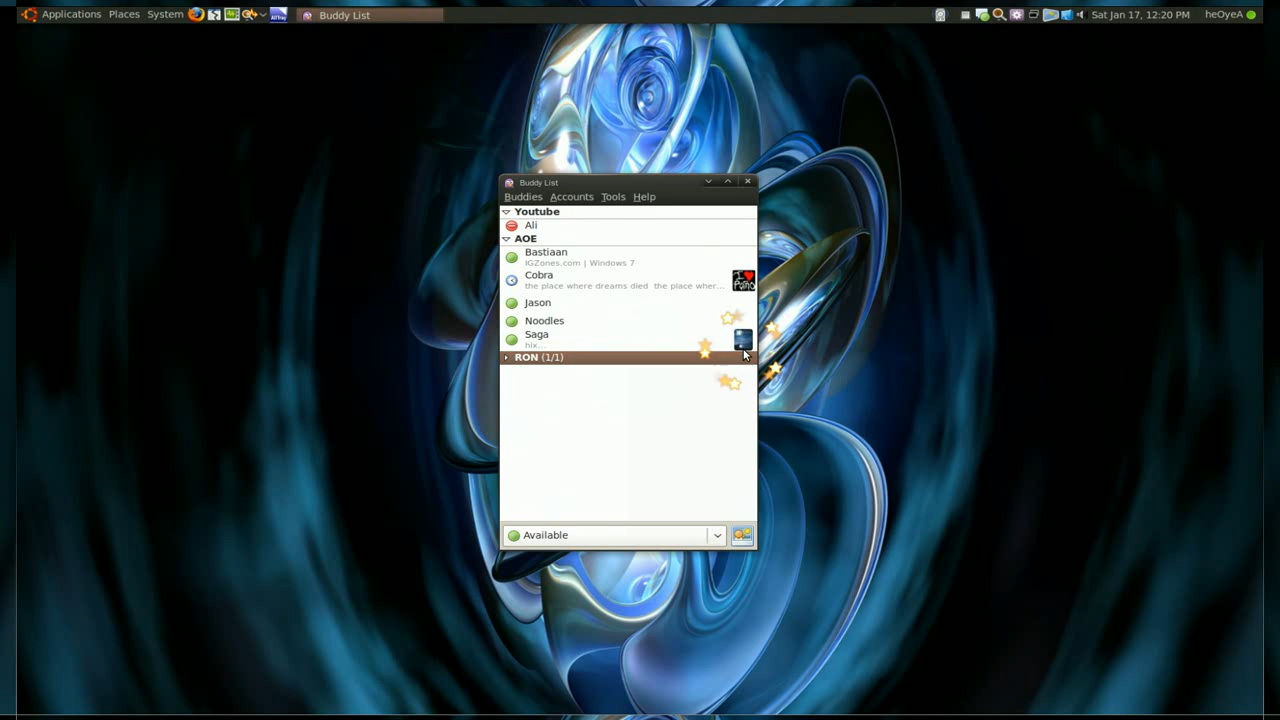 Applications Places System AllTray Buddy List Sat Jan 17, 12:20 PM heOyeA
Buddy List
Buddies Accounts Tools Help
Youtube
Ali
AOE
Bastiaan
IGZones.com | Windows 7
Cobra
the place where dreams died the place wher...
I
Jason
Noodles
Saga
hix...
RON (1/1)
Available